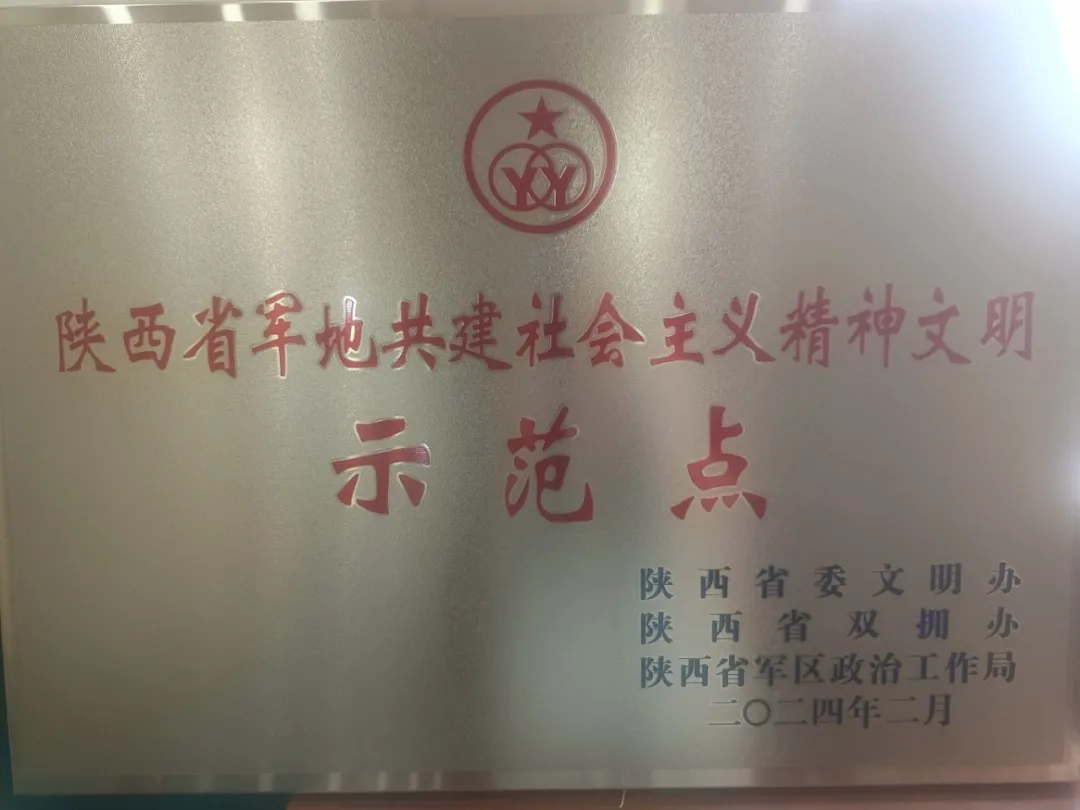 YY
陕西省军地共建社会主义精神文明
示范点
陕西省委文明办
陕西省双拥办
陕西省军区政治工作局
二〇二四年二月